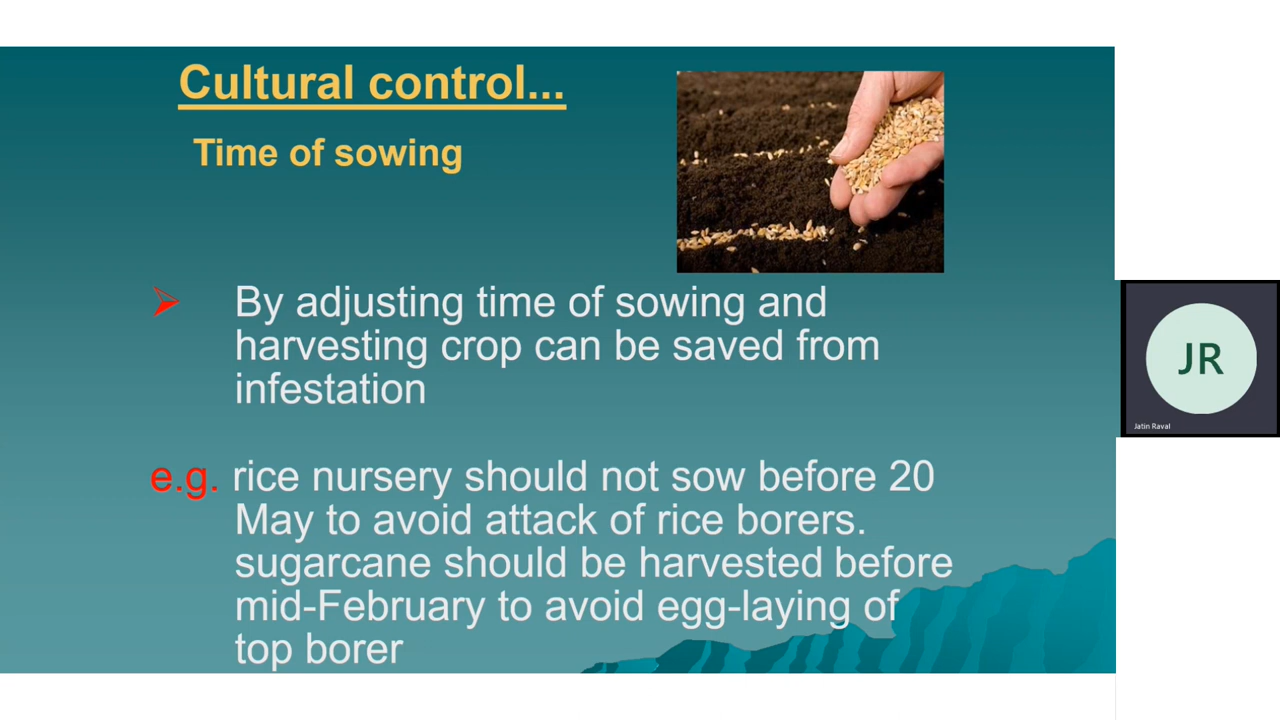 Cultural control...
Time of sowing
By adjusting time of sowing and
harvesting crop can be saved from
infestation
e.g. rice nursery should not sow before 20
May to avoid attack of rice borers.
sugarcane should be harvested before
mid-February to avoid egg-laying of
top borer
JR
Jatin Raval